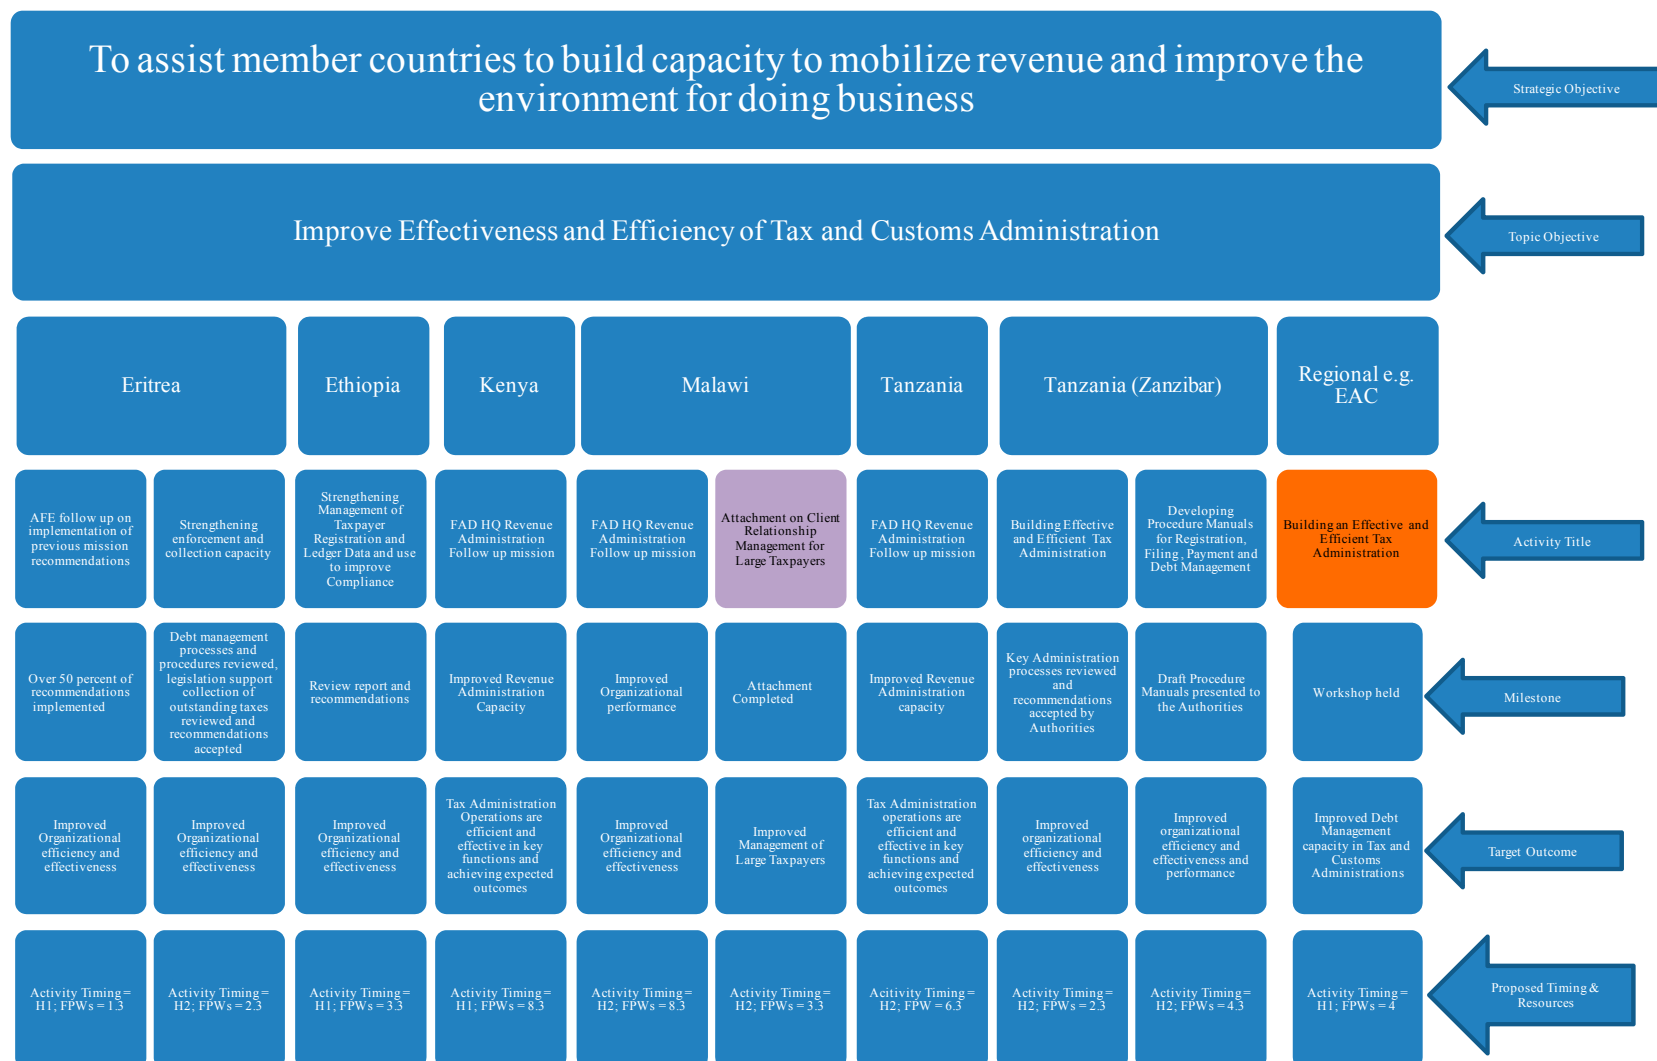 To assist member countries to build capacity to mobilize revenue and improve the
environment for doing business
Strategic Objective
Improve Effectiveness and Efficiency of Tax and Customs Administration
Topic Objective
Eritrea
Ethiopia
Kenya
Malawi
Tanzania
Tanzania (Zanzibar)
Regional e.g.
EAC
AFE follow up on
implementation of
previous mission
recommendations
Strengthening
enforcement and
collection capacity
Strengthening
Management of
Taxpayer
Registration and
Ledger Data and use
to improve
Compliance
FAD HQ Revenue
Administration
Follow up mission
FAD HQ Revenue
Administration
Follow up mission
Attachment on Client
Relationship
Management for
Large Taxpayers
FAD HQ Revenue
Administration
Follow up mission
Building Effective
and Efficient Tax
Administration
Developing
Procedure Manuals
for Registration,
Filing, Payment and
Debt Management
Building an Effective and
Efficient Tax
Administration
Activity Title
Over 50 percent of
recommendations
implemented
Debt management
processes and
procedures reviewed,
legislation support
collection of
outstanding taxes
reviewed and
recommendations
accepted
Review report and
recommendations
Improved Revenue
Administration
Capacity
Improved
Organizational
performance
Attachment
Completed
Improved Revenue
Administration
capacity
Key Administration
processes reviewed
and
recommendations
accepted by
Authorities
Draft Procedure
Manuals presented to
the Authorities
Workshop held
Milestone
Improved
Organizational
efficiency and
effectiveness
Improved
Organizational
efficiency and
effectiveness
Improved
Organizational
efficiency and
effectiveness
Tax Administration
Operations are
efficient and
effective in key
functions and
achieving expected
outcomes
Improved
Organizational
efficiency and
effectiveness
Improved
Management of
Large Taxpayers
Tax Administration
operations are
efficient and
effective in key
functions and
achieving expected
outcomes
Improved
organizational
efficiency and
effectiveness
Improved
organizational
efficiency and
effectiveness and
performance
Improved Debt
Management
capacity in Tax and
Customs
Administrations
Target Outcome
Activity Timing =
H1; FPWs = 1.3
Activity Timing =
H2; FPWs = 2.3
Activity Timing =
H1; FPWs = 3.3
Activity Timing =
H1; FPWs = 8.3
Activity Timing =
H2; FPWs = 8.3
Activity Timing =
H2; FPWs = 3.3
Activity Timing =
H2; FPW = 6.3
Activity Timing =
H2; FPWs = 2.3
Activity Timing =
H2; FPWs = 4.3
Activity Timing =
H1; FPWs = 4
Proposed Timing &
Resources